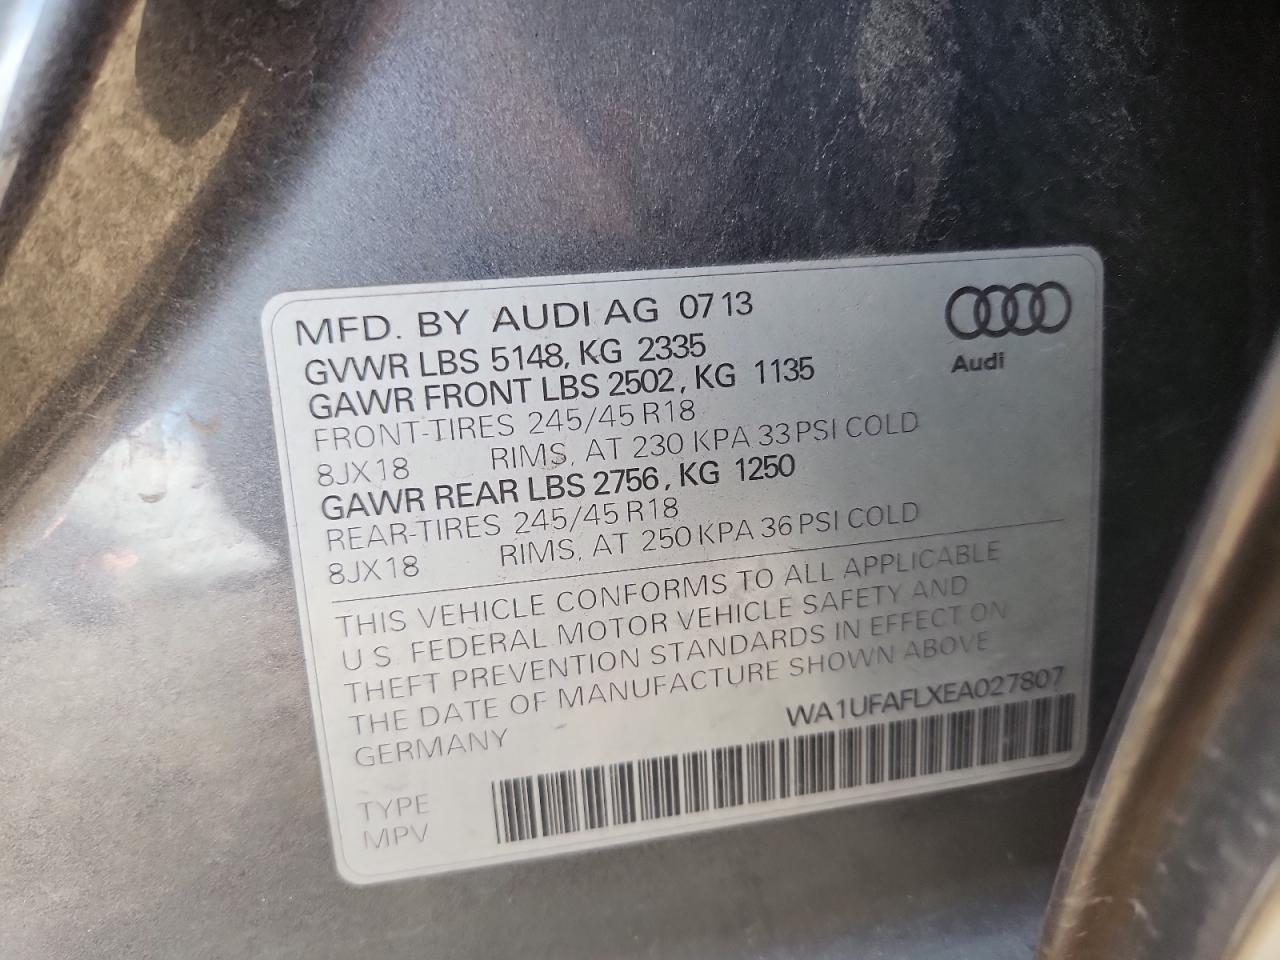 MFD. BY AUDI AG 07 13
GVWR LBS 5148, KG 2335
GAWR FRONT LBS 2502, KG 1135
FRONT-TIRES 245/45 R18
8JX18 RIMS, AT 230 KPA 33 PSI COLD
GAWR REAR LBS 2756, KG 1250
REAR-TIRES 245/45 R18
8JX18 RIMS, AT 250 KPA 36 PSI COLD
Audi
THIS VEHICLE CONFORMS TO ALL APPLICABLE
U S FEDERAL MOTOR VEHICLE SAFETY AND
THEFT PREVENTION STANDARDS IN EFFECT ON
THE DATE OF MANUFACTURE SHOWN ABOVE
GERMANY
WA1UFAFLXEA027807
TYPE
MPV